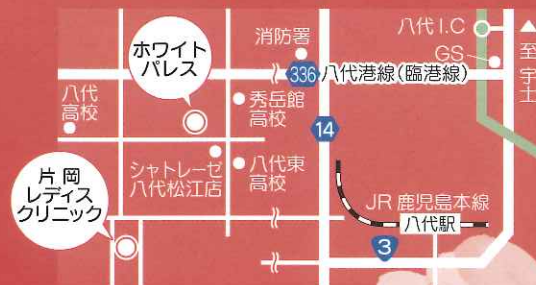 ホワイト
パレス
消防署
八代I.C
GS
▲
至
宇
土
336
八代港線(臨港線)
八代
高校
秀岳館
高校
14
シャトレーゼ
八代松江店
八代東
高校
片岡
レディス
クリニック
JR鹿児島本線
八代駅
3